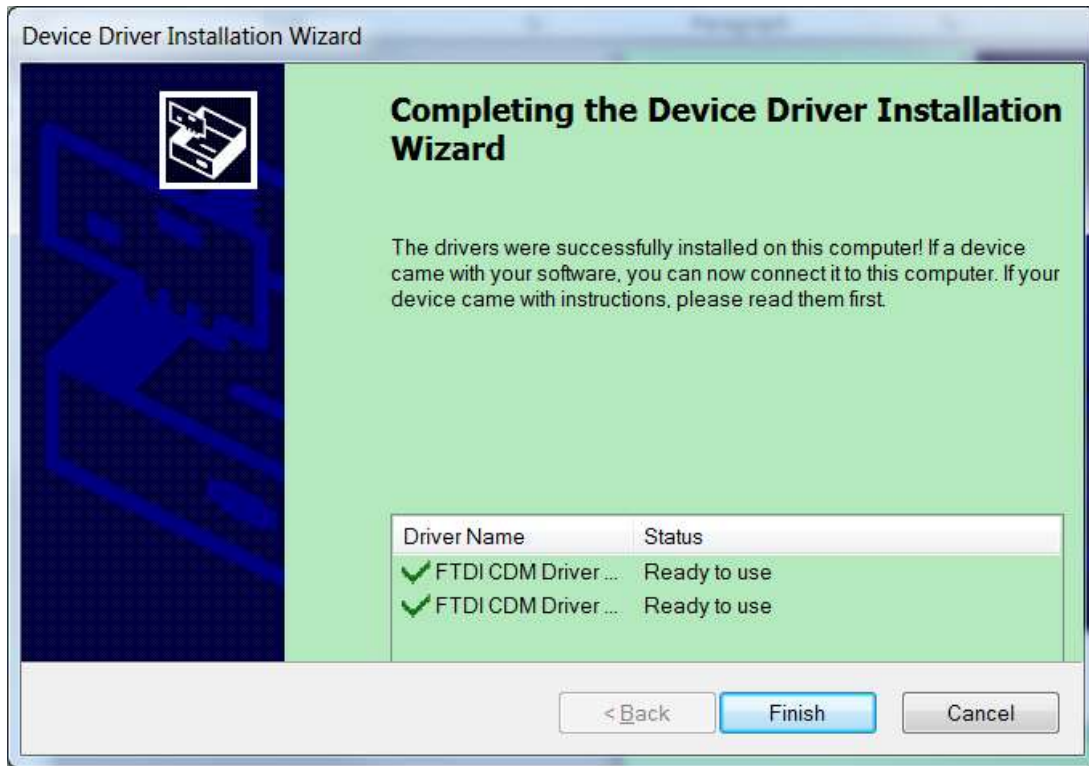 Device Driver Installation Wizard
Completing the Device Driver Installation
Wizard
The drivers were successfully installed on this computer! If a device
came with your software, you can now connect it to this computer. If your
device came with instructions, please read them first.
Driver Name Status
FTDI CDM Driver ... Ready to use
FTDI CDM Driver ... Ready to use
< Back Finish Cancel